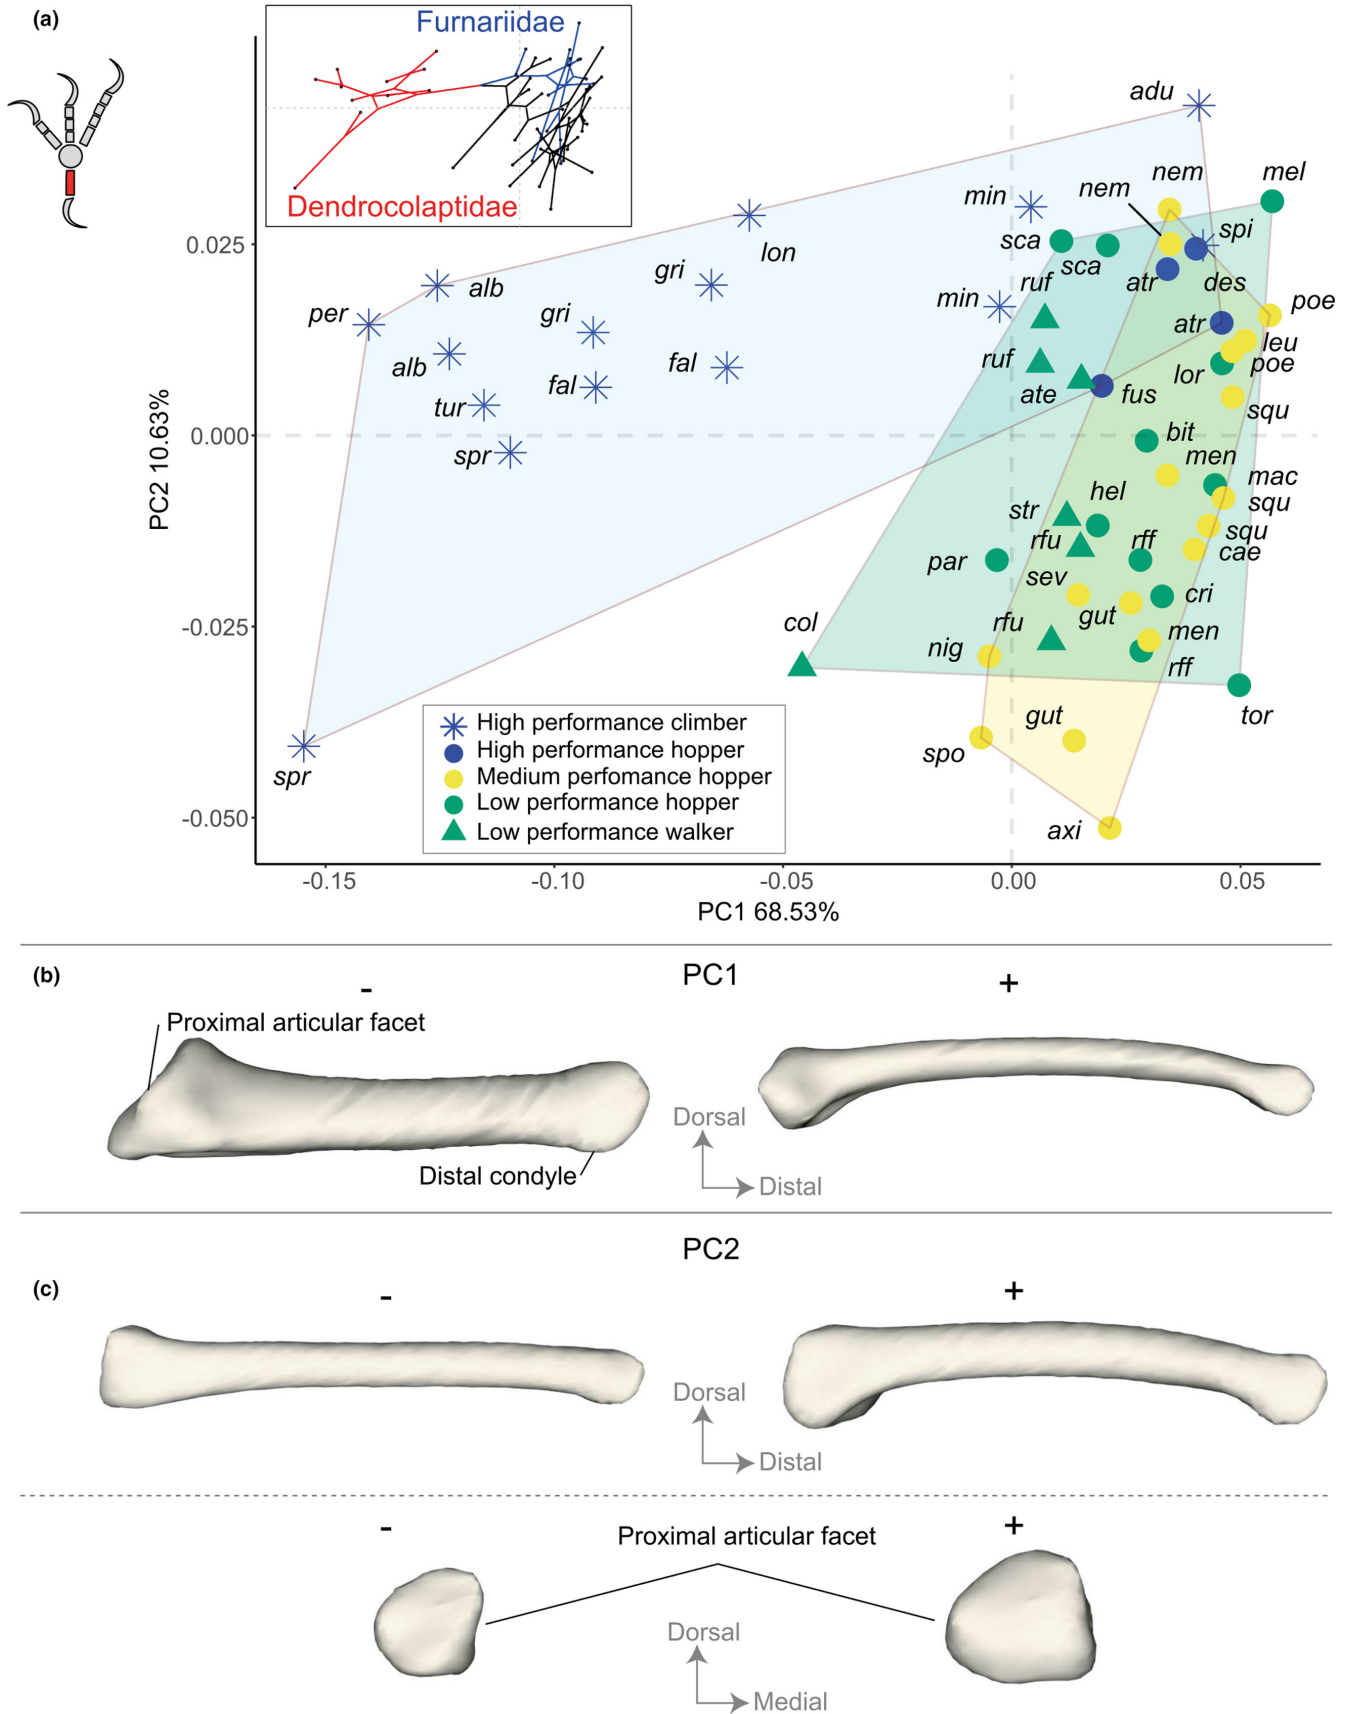 (a)
Furnariidae
Dendrocolaptidae
adu
min
nem
nem
mel
sca
sca
spi
lon
gri
ruf
atr
des
alb
per
gri
min
atr
poe
leu
alb
fal
fal
ruf
ate
fus
lor
poe
tur
squ
spr
bit
men
hel
mac
squ
str
rfu
rff
squ
cae
par
sev
gut
cri
col
rfu
men
nig
rff
gut
tor
spo
spr
axi
0.025
0.000
-0.025
-0.050
PC2 10.63%
High performance climber
High performance hopper
Medium perfomance hopper
Low performance hopper
Low performance walker
-0.15
-0.10
-0.05
0.00
0.05
PC1 68.53%
(b)
PC1
-
+
Proximal articular facet
Distal condyle
Dorsal
Distal
PC2
(c)
-
+
Dorsal
Distal
-
+
Proximal articular facet
Dorsal
Medial